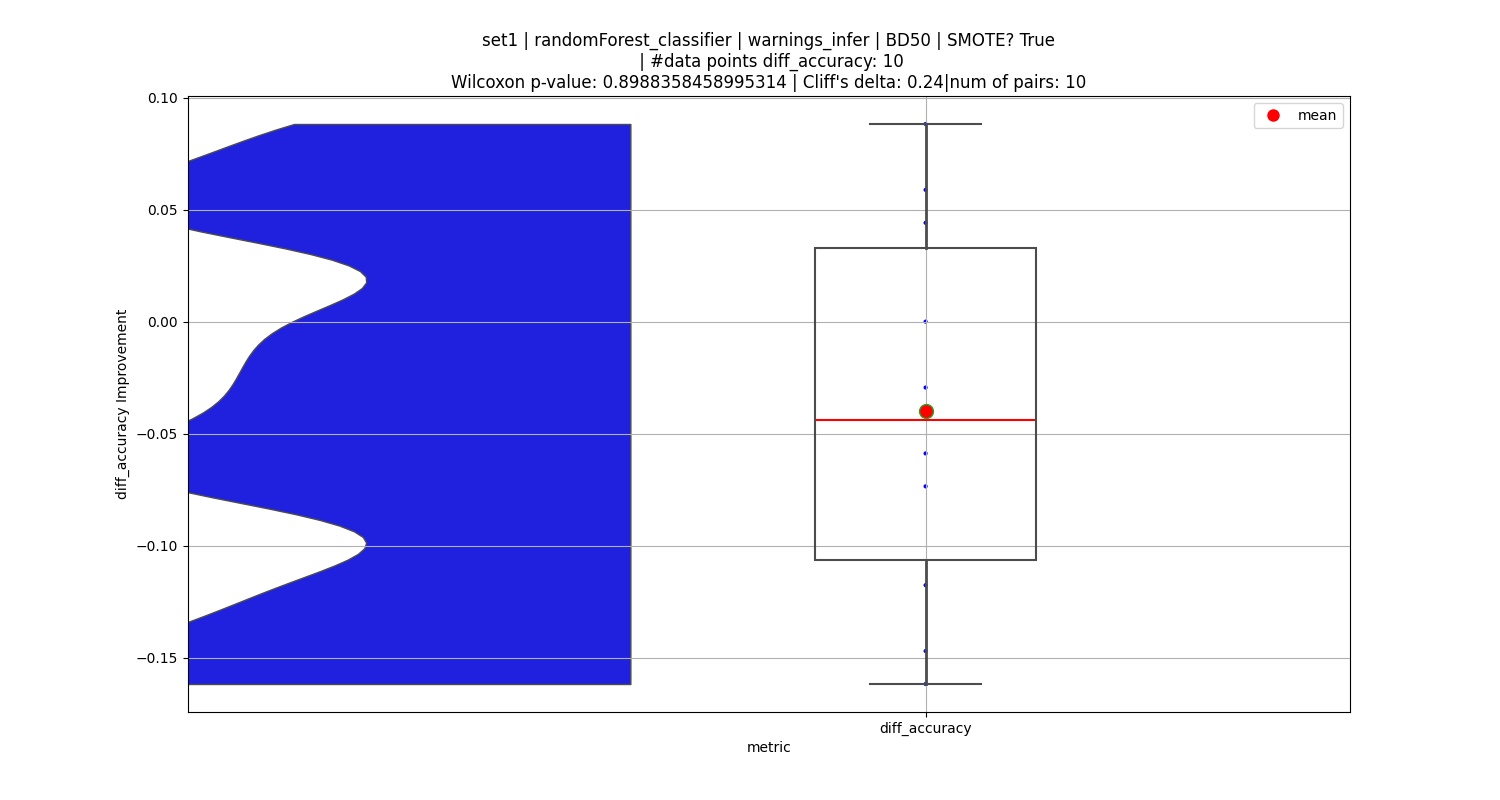 set1 | randomForest_classifier | warnings_infer | BD50 | SMOTE? True
| #data points diff_accuracy: 10
Wilcoxon p-value: 0.8988358458995314 | Cliff's delta: 0.24|num of pairs: 10
mean
0.10
0.05
0.00
−0.05
−0.10
−0.15
diff_accuracy Improvement
diff_accuracy
metric